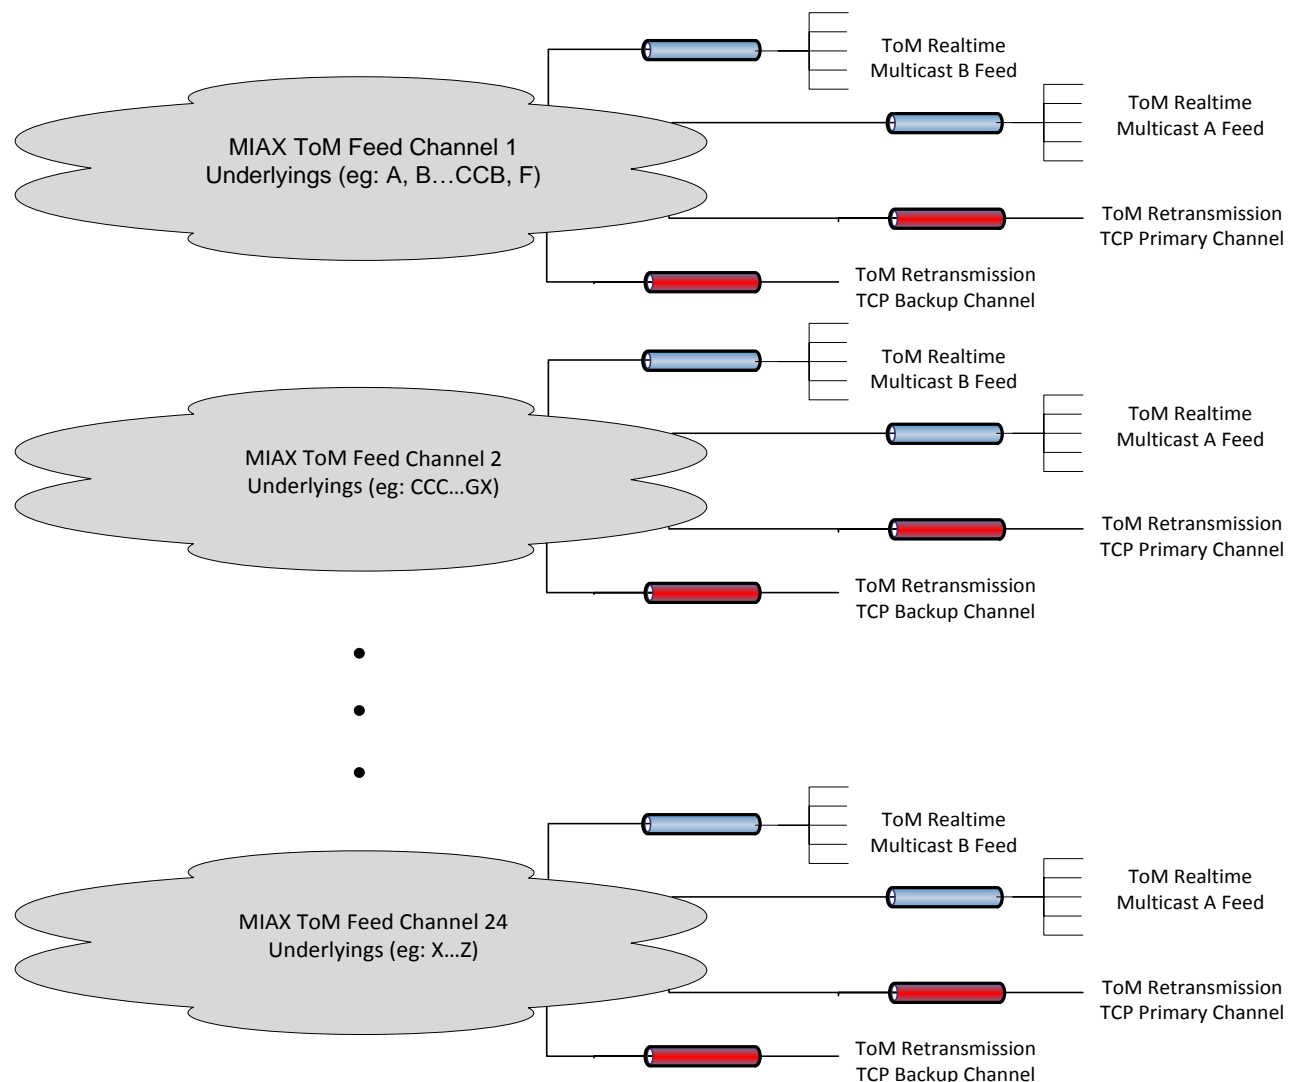 ToM Realtime
Multicast B Feed
ToM Realtime
Multicast A Feed
MIAX ToM Feed Channel 1
Underlyings (eg: A, B…CCB, F)
ToM Retransmission
TCP Primary Channel
ToM Retransmission
TCP Backup Channel
ToM Realtime
Multicast B Feed
ToM Realtime
Multicast A Feed
MIAX ToM Feed Channel 2
Underlyings (eg: CCC…GX)
ToM Retransmission
TCP Primary Channel
ToM Retransmission
TCP Backup Channel
ToM Realtime
Multicast B Feed
ToM Realtime
Multicast A Feed
MIAX ToM Feed Channel 24
Underlyings (eg: X…Z)
ToM Retransmission
TCP Primary Channel
ToM Retransmission
TCP Backup Channel